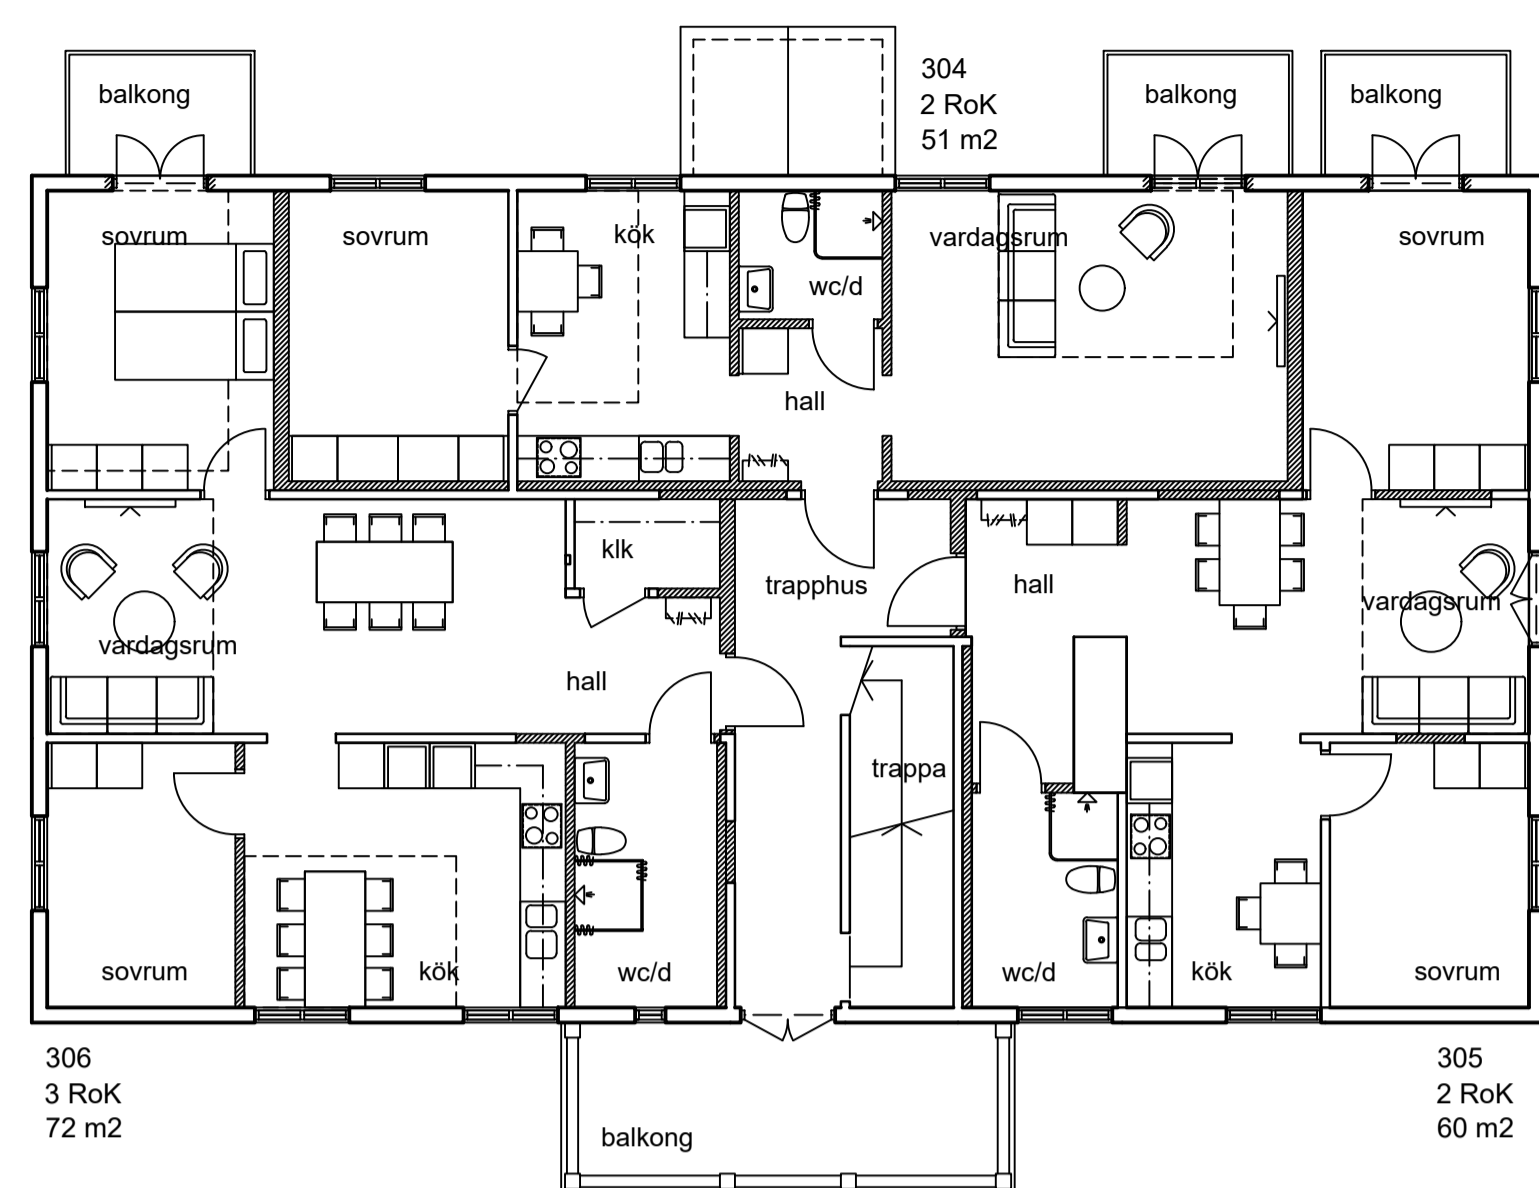 balkong
304
2 RoK
51 m2
balkong
balkong
sovrum
sovrum
kök
wc/d
vardagsrum
sovrum
hall
klk
trapphus
hall
vardagsrum
vardagsrum
hall
trappa
sovrum
kök
wc/d
wc/d
kök
sovrum
306
3 RoK
72 m2
305
2 RoK
60 m2
balkong